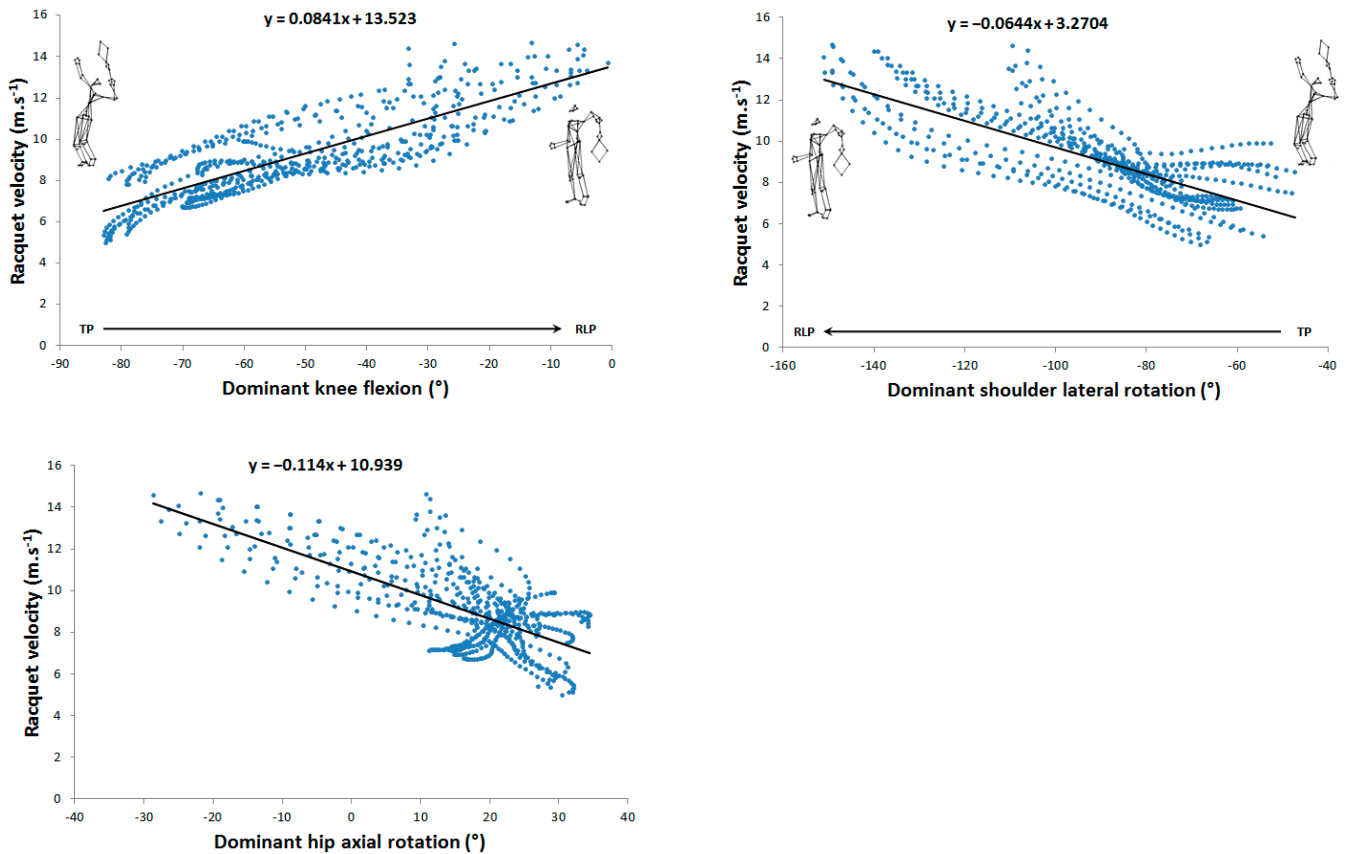 y = 0.0841x + 13.523
Racquet velocity (m.s⁻¹)
16
14
12
10
8
6
4
2
0
TP
RLP
-90 -80 -70 -60 -50 -40 -30 -20 -10 0
Dominant knee flexion (°)
y = −0.0644x + 3.2704
Racquet velocity (m.s⁻¹)
16
14
12
10
8
6
4
2
0
RLP
TP
-160 -140 -120 -100 -80 -60 -40
Dominant shoulder lateral rotation (°)
y = −0.114x + 10.939
Racquet velocity (m.s⁻¹)
16
14
12
10
8
6
4
2
0
-40 -30 -20 -10 0 10 20 30 40
Dominant hip axial rotation (°)